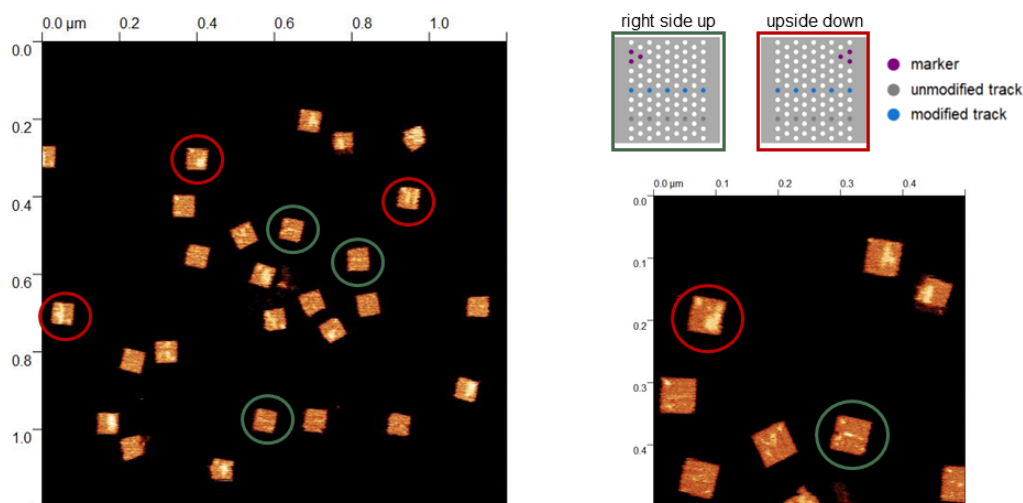 0.0 µm 0.2 0.4 0.6 0.8 1.0
0.0
0.2
0.4
0.6
0.8
1.0
right side up upside down
marker
unmodified track
modified track
0.0 µm 0.1 0.2 0.3 0.4
0.0
0.1
0.2
0.3
0.4